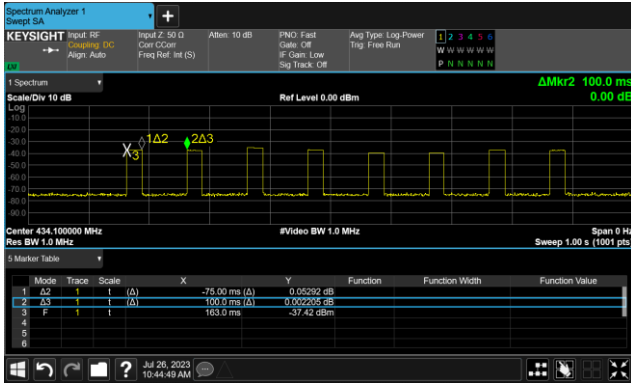 Spectrum Analyzer 1
Swept SA
+
KEYSIGHT Input: RF Input Z: 50 Ω Atten: 10 dB PNO: Fast Avg Type: Log-Power 1 2 3 4 5 6
Coupling: DC Corr CCorr Gate: Off Trig: Free Run W W W W W W
Align: Auto Freq Ref: Int (S) IF Gain: Low P N N N N N
Sig Track: Off
1 Spectrum ΔMkr2 100.0 ms
Scale/Div 10 dB Ref Level 0.00 dBm 0.00 dB
Log
-10.0
-20.0
-30.0
-40.0
-50.0
-60.0
-70.0
-80.0
-90.0
X3 1Δ2 2Δ3
Center 434.100000 MHz #Video BW 1.0 MHz Span 0 Hz
Res BW 1.0 MHz Sweep 1.00 s (1001 pts
5 Marker Table
Mode Trace Scale X Y Function Function Width Function Value
1 Δ2 1 t (Δ) -75.00 ms (Δ) 0.05292 dB
2 Δ3 1 t (Δ) 100.0 ms (Δ) 0.002205 dB
3 F 1 t 163.0 ms -37.42 dBm
4
5
6
? Jul 26, 2023
10:44:49 AM